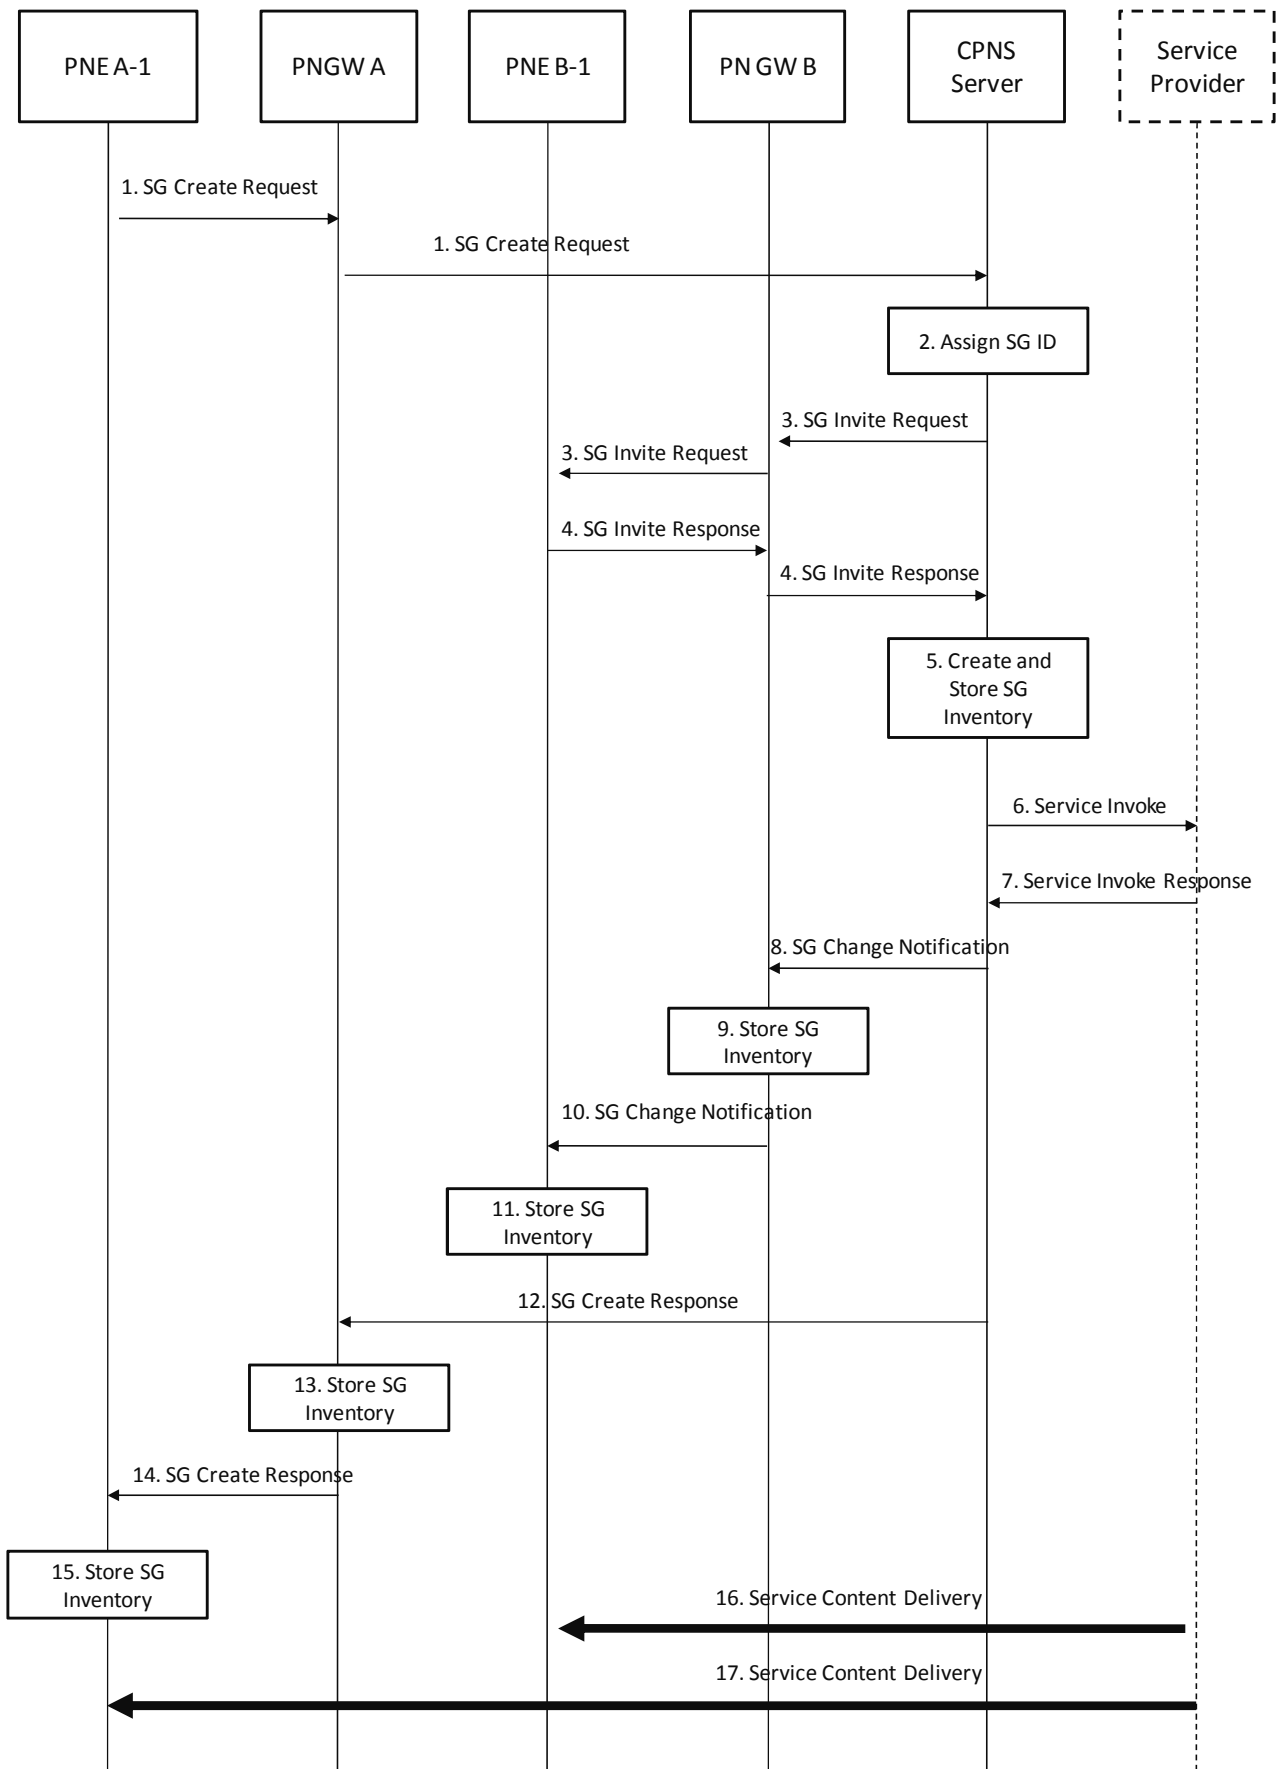 PNE A-1
PNGW A
PNE B-1
PN GW B
CPNS
Server
Service
Provider
1. SG Create Request
1. SG Create Request
2. Assign SG ID
3. SG Invite Request
3. SG Invite Request
4. SG Invite Response
4. SG Invite Response
5. Create and
Store SG
Inventory
6. Service Invoke
7. Service Invoke Response
8. SG Change Notification
9. Store SG
Inventory
10. SG Change Notification
11. Store SG
Inventory
12. SG Create Response
13. Store SG
Inventory
14. SG Create Response
15. Store SG
Inventory
16. Service Content Delivery
17. Service Content Delivery